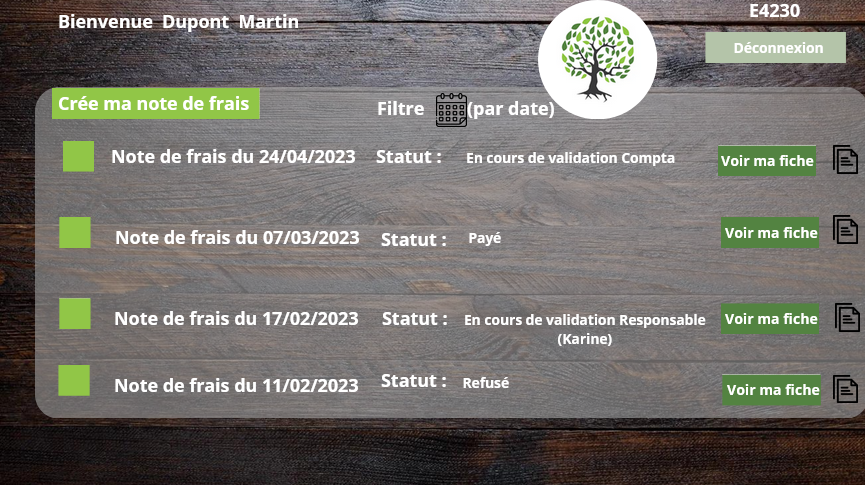 Bienvenue Dupont Martin
E4230
Déconnexion
Crée ma note de frais
Filtre (par date)
Note de frais du 24/04/2023 Statut : En cours de validation Compta Voir ma fiche
Note de frais du 07/03/2023 Statut : Payé Voir ma fiche
Note de frais du 17/02/2023 Statut : En cours de validation Responsable Voir ma fiche
(Karine)
Note de frais du 11/02/2023 Statut : Refusé Voir ma fiche